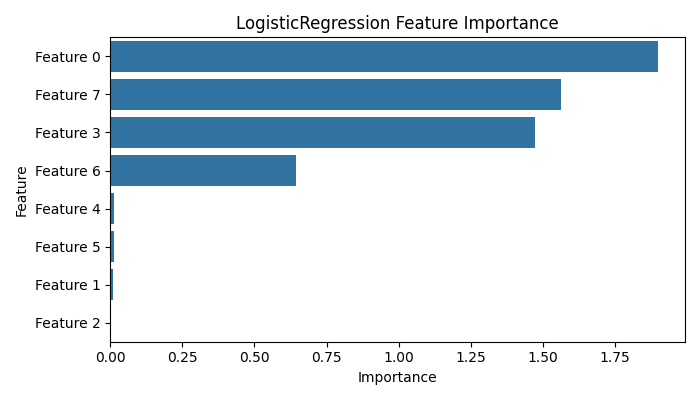 LogisticRegression Feature Importance
Feature 0
Feature 7
Feature 3
Feature 6
Feature 4
Feature 5
Feature 1
Feature 2
Feature
0.00 0.25 0.50 0.75 1.00 1.25 1.50 1.75
Importance